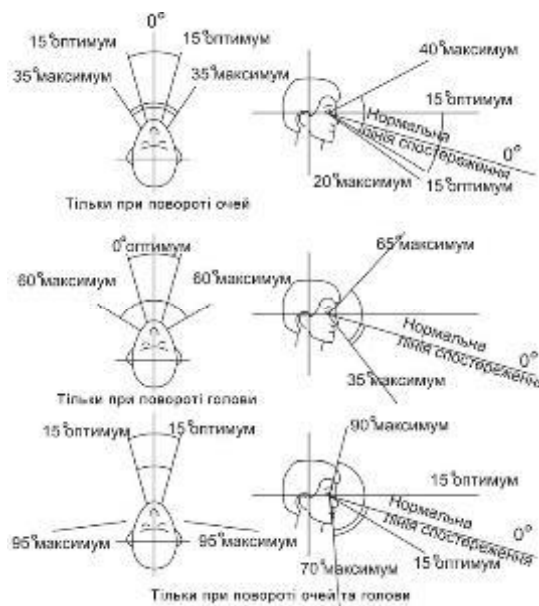 0°
15°оптимум 15°оптимум
35°максимум 35°максимум
40°максимум
15°оптимум
Нормальна
лінія спостереження
0°
20°максимум
15°оптимум
Тільки при повороті очей
0°оптимум
60°максимум 60°максимум
65°максимум
Нормальна
лінія спостереження
0°
35°максимум
Тільки при повороті голови
15°оптимум 15°оптимум
95°максимум 95°максимум
90°максимум
15°оптимум
Нормальна
лінія спостереження
0°
15°оптимум
70°максимум
Тільки при повороті очей та голови